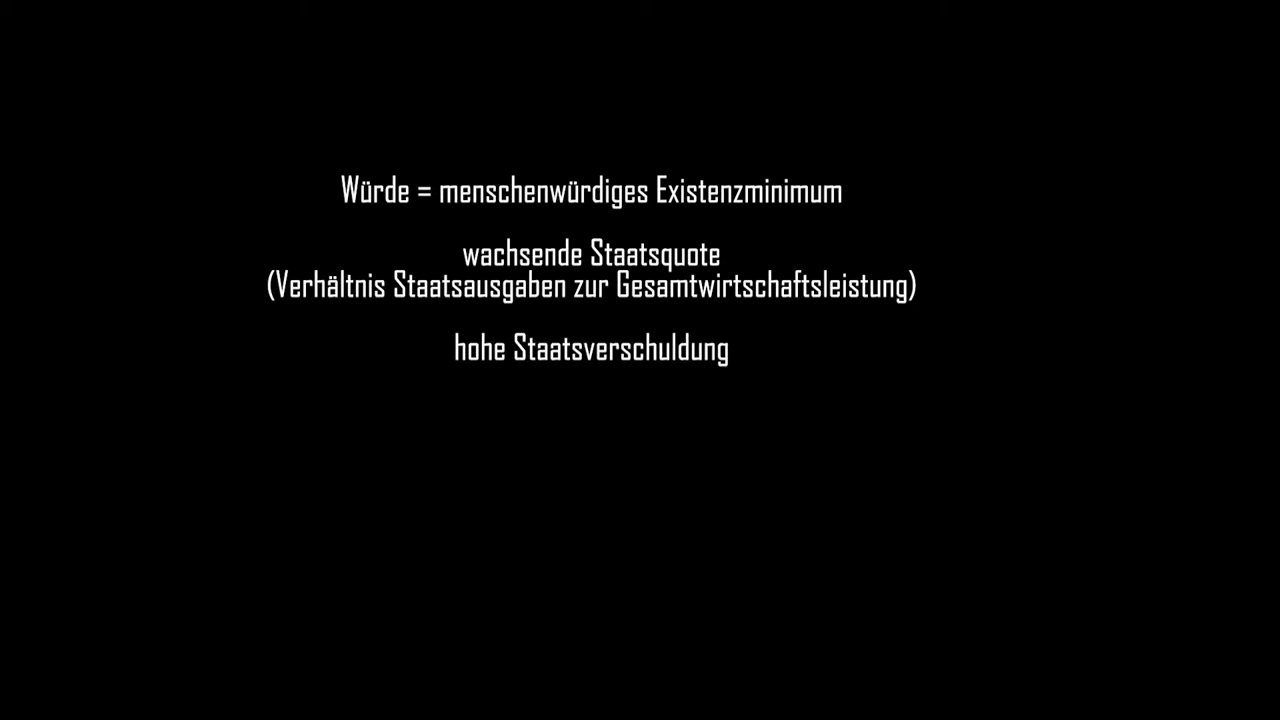 Würde = menschenwürdiges Existenzminimum
wachsende Staatsquote
(Verhältnis Staatsausgaben zur Gesamtwirtschaftsleistung)
hohe Staatsverschuldung